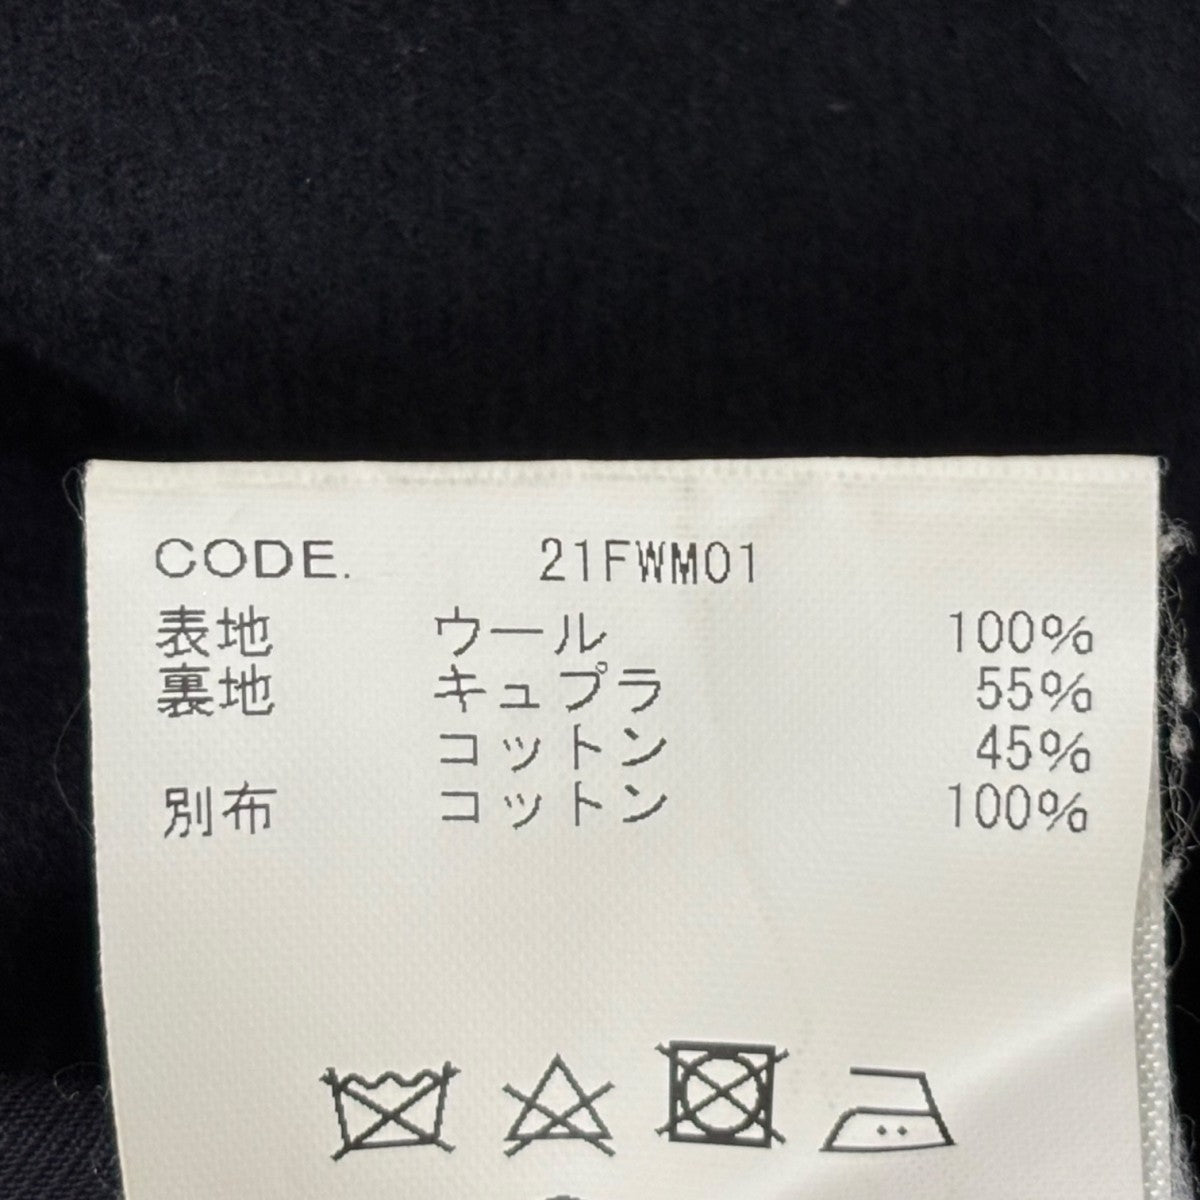 CODE. 21FWM01
表地 ウール 100%
裏地 キュプラ 55%
コットン 45%
別布 コットン 100%